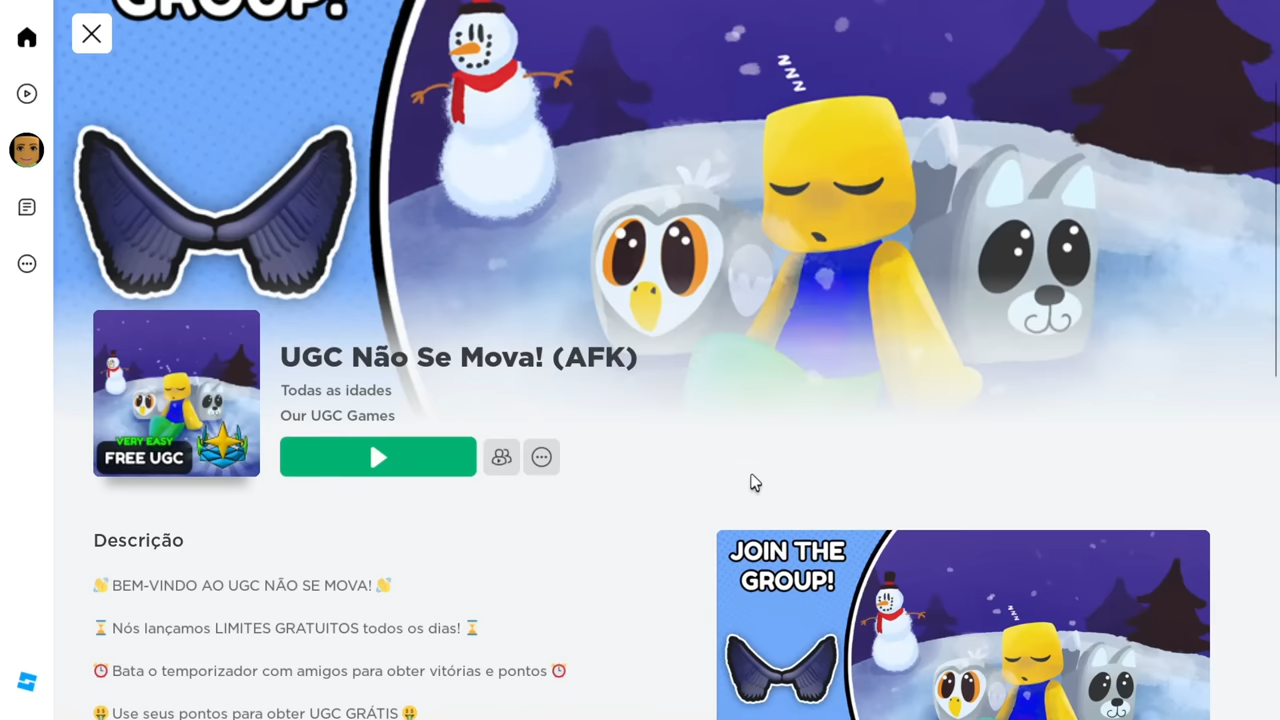 GROUP!
zzz
VERY EASY
FREE UGC
UGC Não Se Mova! (AFK)
Todas as idades
Our UGC Games
Descrição
👋 BEM-VINDO AO UGC NÃO SE MOVA! 👋
⌛ Nós lançamos LIMITES GRATUITOS todos os dias! ⌛
⏰ Bata o temporizador com amigos para obter vitórias e pontos ⏰
🤑 Use seus pontos para obter UGC GRÁTIS 🤑
JOIN THE
GROUP!
zzz